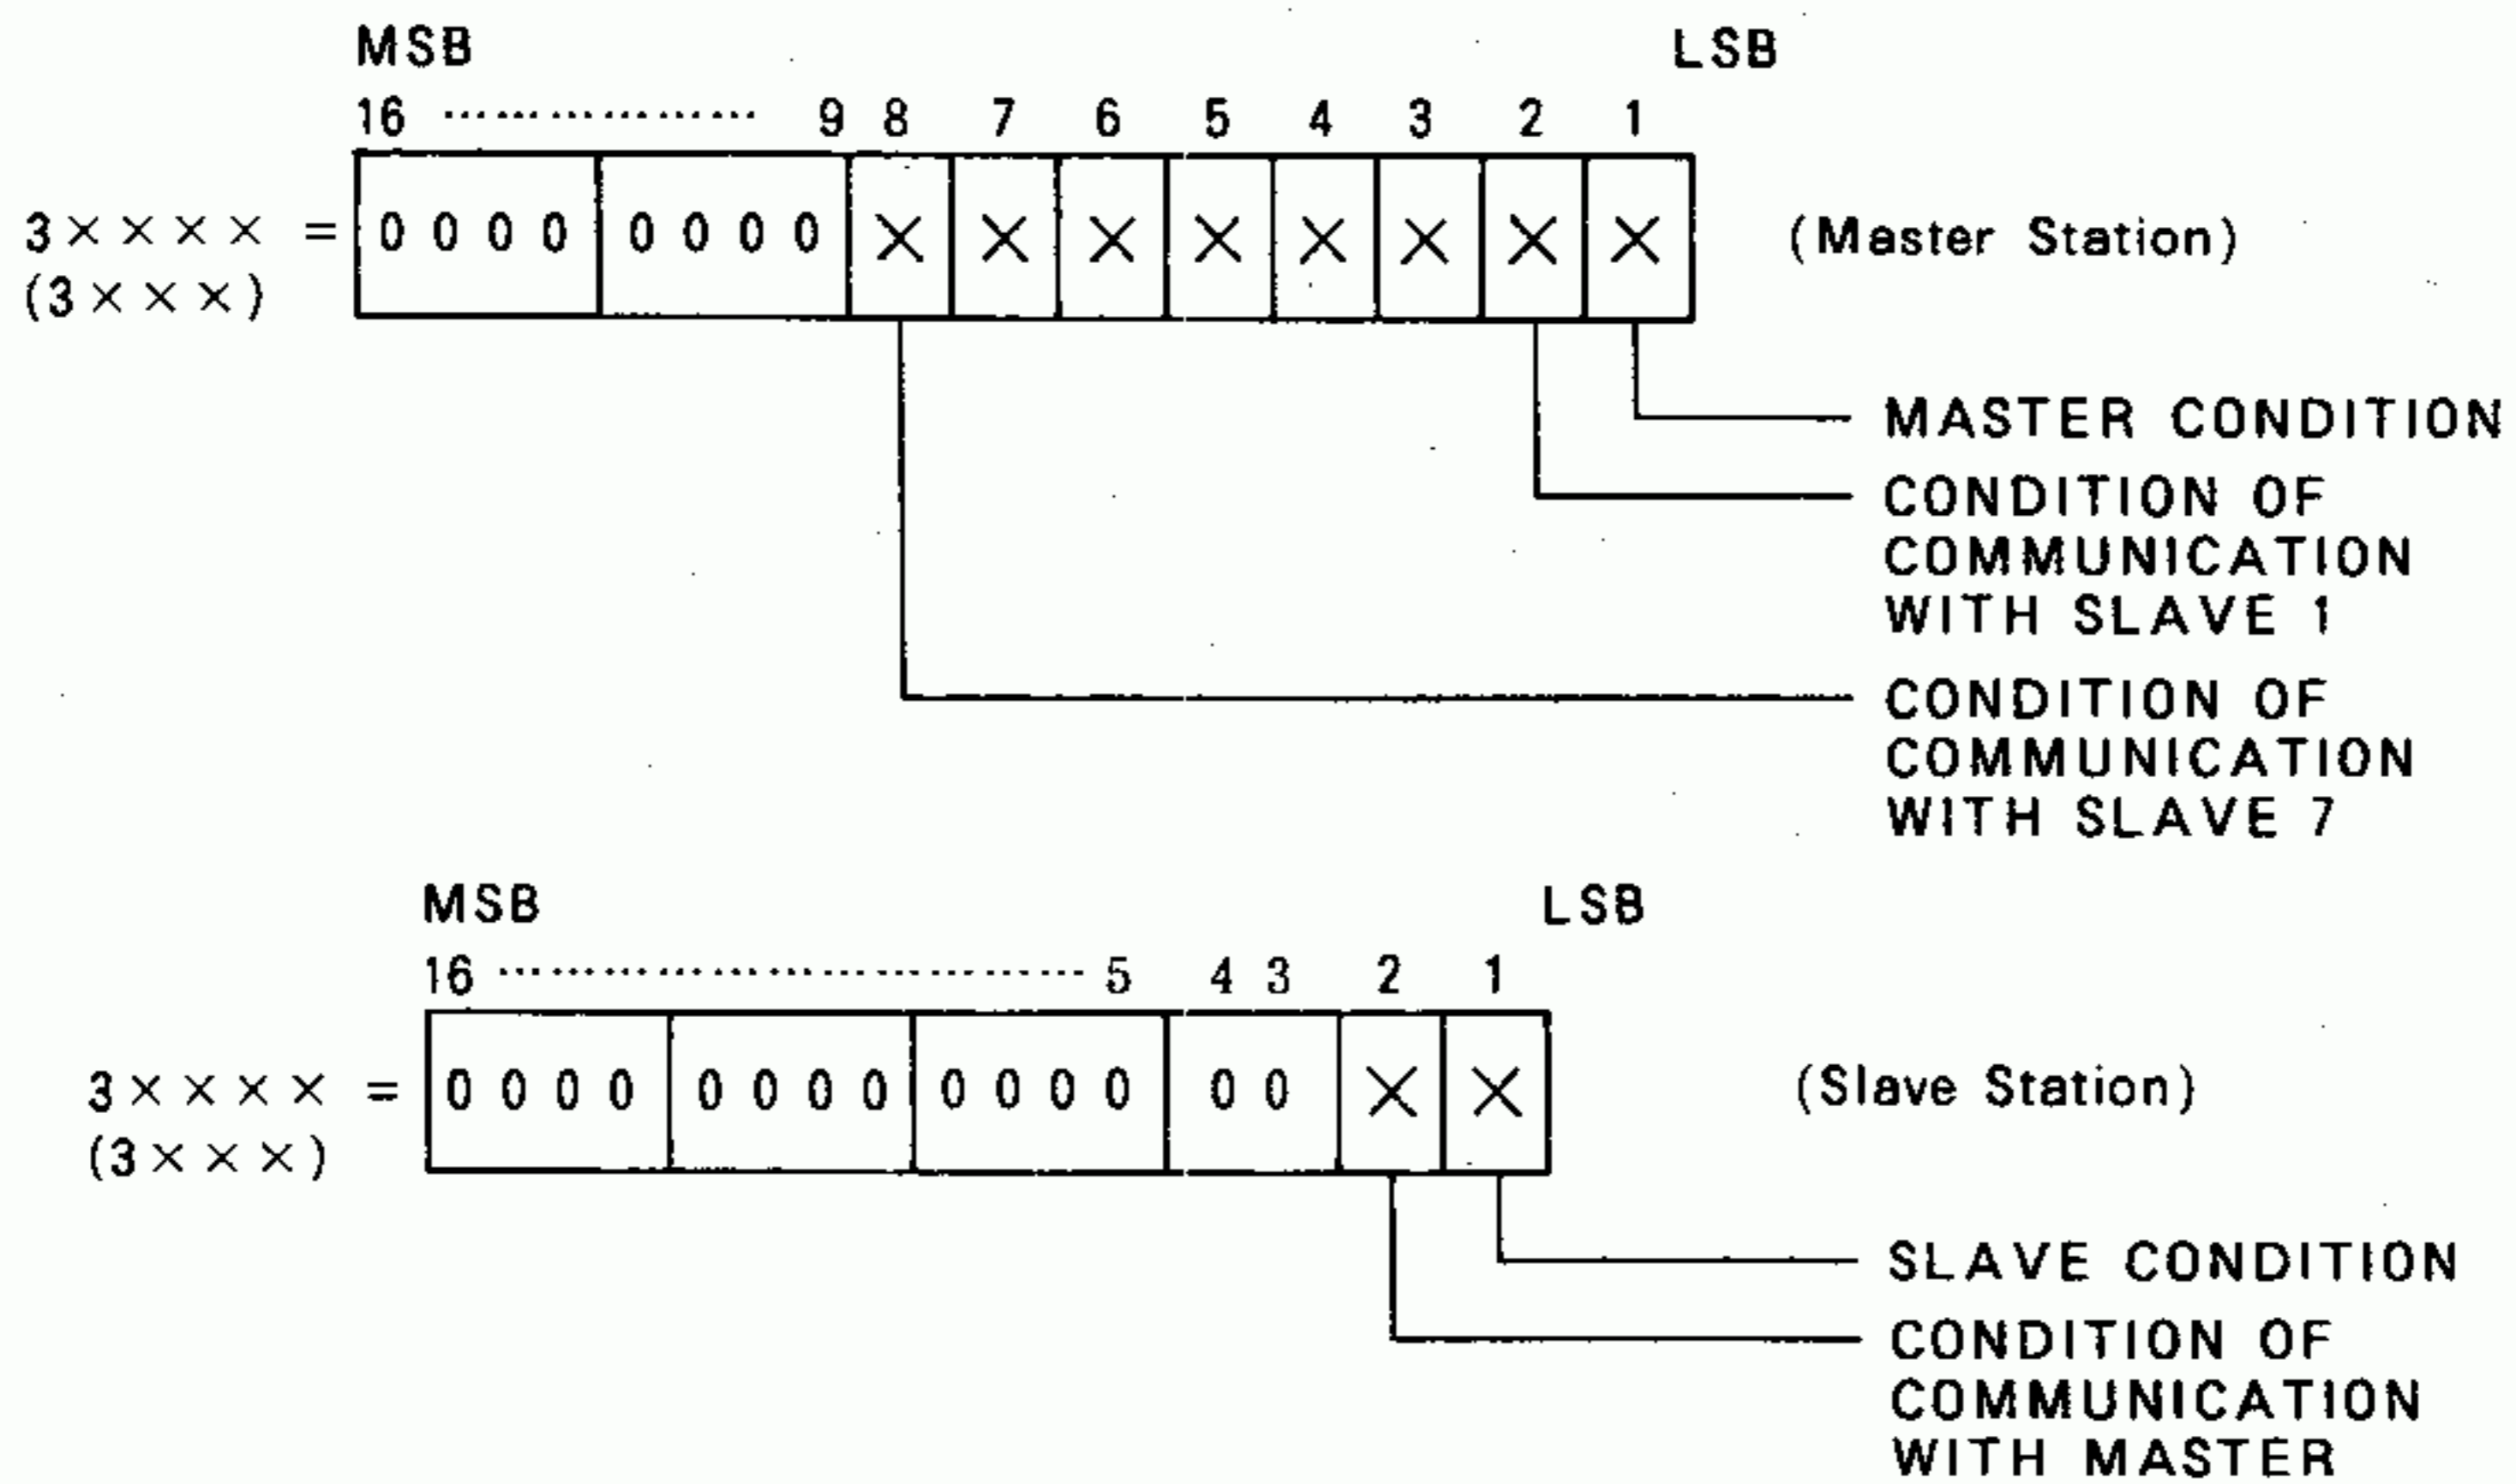 MSB LSB
16 ·················· 9 8 7 6 5 4 3 2 1
3 × × × × = 0 0 0 0 0 0 0 0 × × × × × × × × (Master Station)
(3 × × ×)
MASTER CONDITION
CONDITION OF
COMMUNICATION
WITH SLAVE 1
CONDITION OF
COMMUNICATION
WITH SLAVE 7
MSB LSB
16 ································· 5 4 3 2 1
3 × × × × = 0 0 0 0 0 0 0 0 0 0 0 0 0 0 × × (Slave Station)
(3 × × ×)
SLAVE CONDITION
CONDITION OF
COMMUNICATION
WITH MASTER